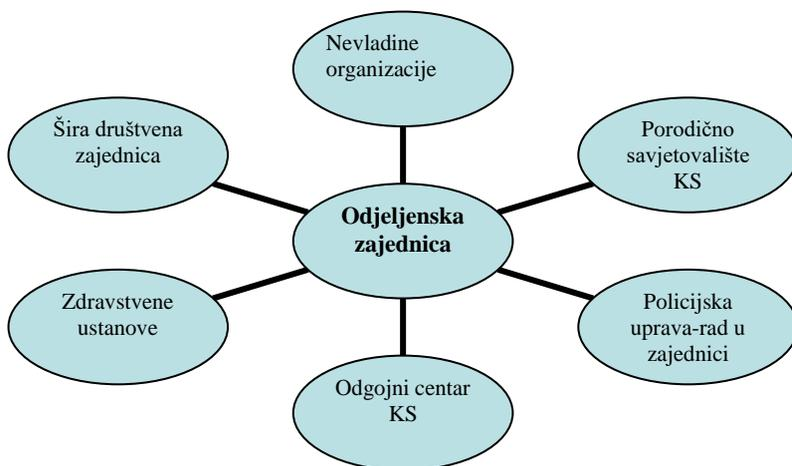 Nevladine
organizacije
Šira društvena
zajednica
Porodično
savjetovalište
KS
Odjeljenska
zajednica
Zdravstvene
ustanove
Policijska
uprava-rad u
zajednici
Odgojni centar
KS